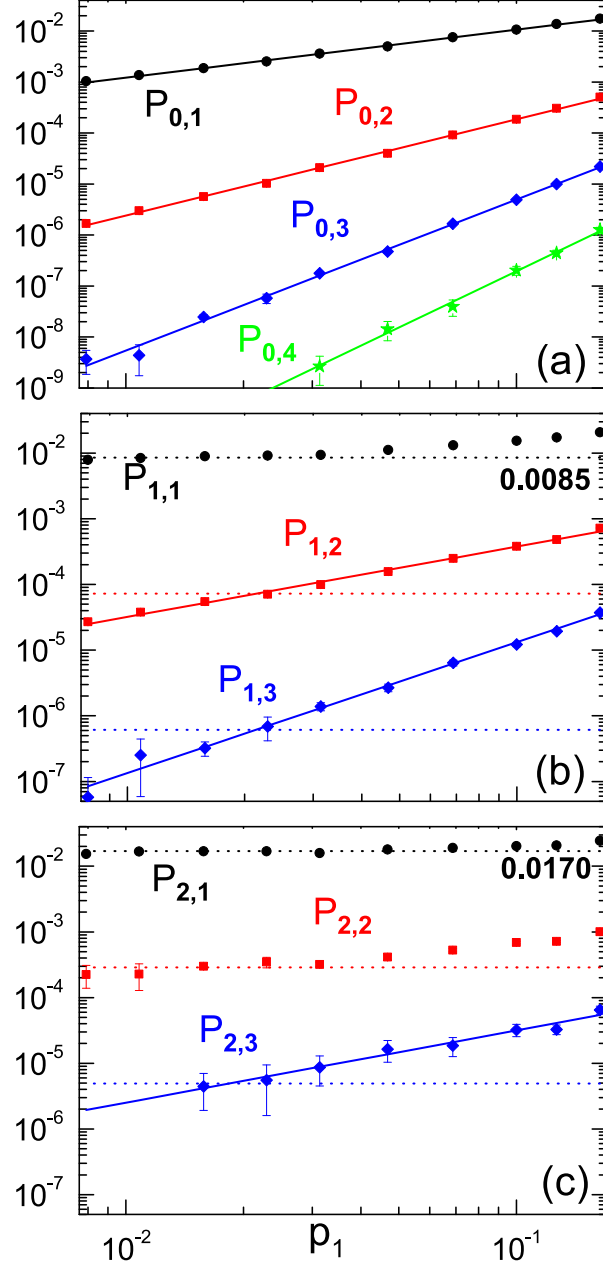 10⁻²
10⁻³
P₀,₁
P₀,₂
10⁻⁴
10⁻⁵
P₀,₃
10⁻⁶
10⁻⁷
P₀,₄
10⁻⁸
(a)
10⁻⁹
10⁻²
P₁,₁
0.0085
10⁻³
P₁,₂
10⁻⁴
10⁻⁵
P₁,₃
10⁻⁶
(b)
10⁻⁷
10⁻²
P₂,₁
0.0170
10⁻³
P₂,₂
10⁻⁴
P₂,₃
10⁻⁵
10⁻⁶
(c)
10⁻⁷
10⁻² p₁ 10⁻¹